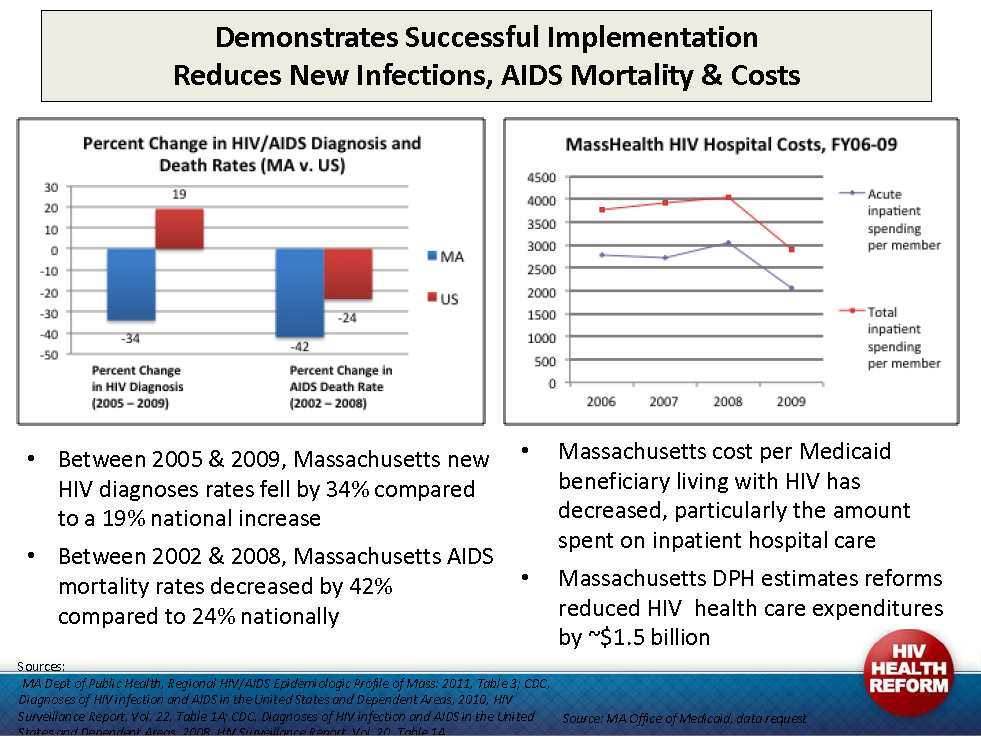 Demonstrates Successful Implementation
Reduces New Infections, AIDS Mortality & Costs
Percent Change in HIV/AIDS Diagnosis and
Death Rates (MA v. US)
30
20
10
0
-10
-20
-30
-40
-50
19
-34
-42
-24
MA
US
Percent Change
in HIV Diagnosis
(2005 – 2009)
Percent Change in
AIDS Death Rate
(2002 – 2008)
MassHealth HIV Hospital Costs, FY06-09
4500
4000
3500
3000
2500
2000
1500
1000
500
0
2006 2007 2008 2009
Acute
inpatient
spending
per member
Total
inpatient
spending
per member
• Between 2005 & 2009, Massachusetts new
HIV diagnoses rates fell by 34% compared
to a 19% national increase
• Between 2002 & 2008, Massachusetts AIDS
mortality rates decreased by 42%
compared to 24% nationally
• Massachusetts cost per Medicaid
beneficiary living with HIV has
decreased, particularly the amount
spent on inpatient hospital care
• Massachusetts DPH estimates reforms
reduced HIV health care expenditures
by ~$1.5 billion
Sources:
MA Dept of Public Health, Regional HIV/AIDS Epidemiologic Profile of Mass: 2011, Table 3; CDC,
Diagnoses of HIV infection and AIDS in the United States and Dependent Areas, 2010, HIV
Surveillance Report, Vol. 22, Table 1A; CDC, Diagnoses of HIV infection and AIDS in the United
States and Dependent Areas, 2008, HIV Surveillance Report, Vol. 20, Table 1A
Source: MA Office of Medicaid, data request
HIV
HEALTH
REFORM